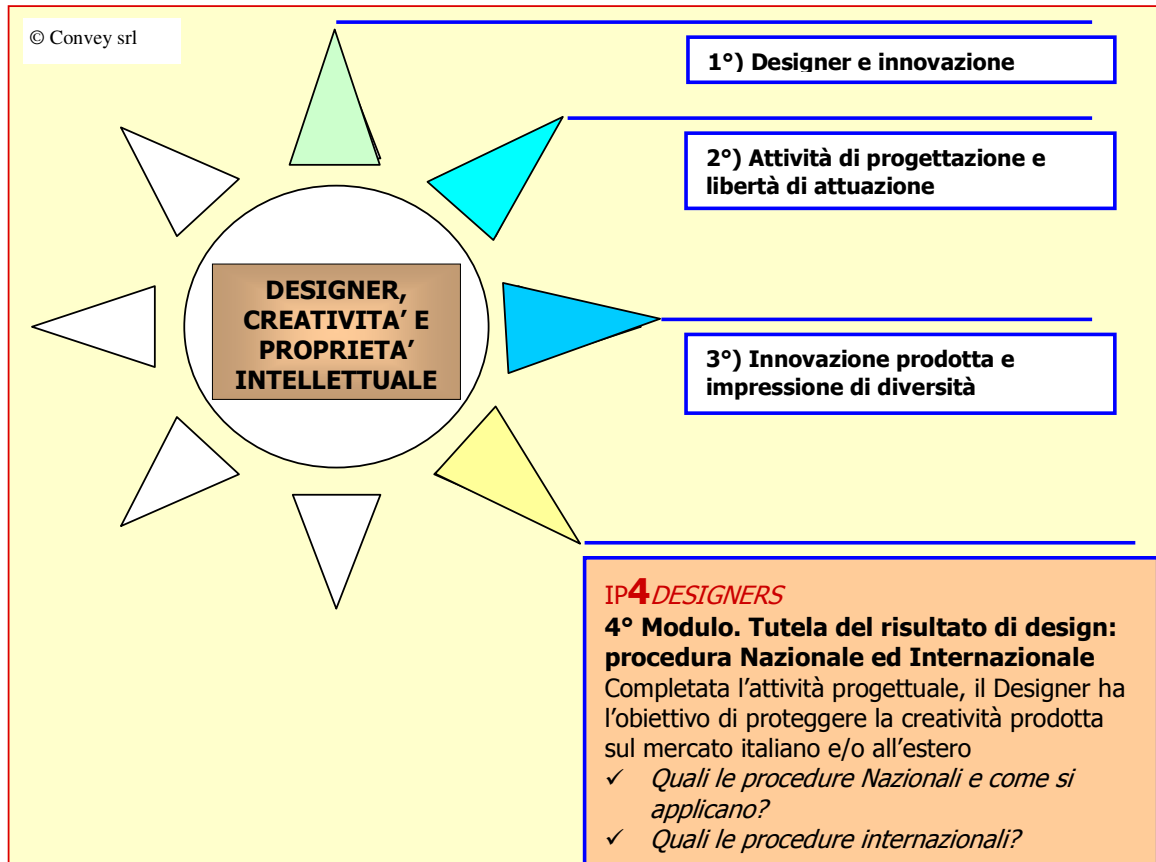 © Convey srl
1°) Designer e innovazione
2°) Attività di progettazione e
libertà di attuazione
DESIGNER,
CREATIVITA’ E
PROPRIETA’
INTELLETTUALE
3°) Innovazione prodotta e
impressione di diversità
IP4DESIGNERS
4° Modulo. Tutela del risultato di design:
procedura Nazionale ed Internazionale
Completata l’attività progettuale, il Designer ha
l’obiettivo di proteggere la creatività prodotta
sul mercato italiano e/o all’estero
✓ Quali le procedure Nazionali e come si
applicano?
✓ Quali le procedure internazionali?